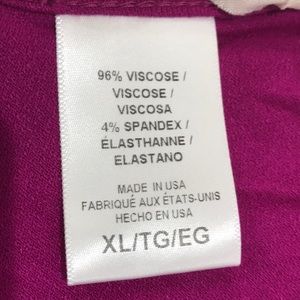 96% VISCOSE /
VISCOSE /
VISCOSA
4% SPANDEX /
ÉLASTHANNE /
ELASTANO
MADE IN USA
FABRIQUÉ AUX ÉTATS-UNIS
HECHO EN USA
XL/TG/EG